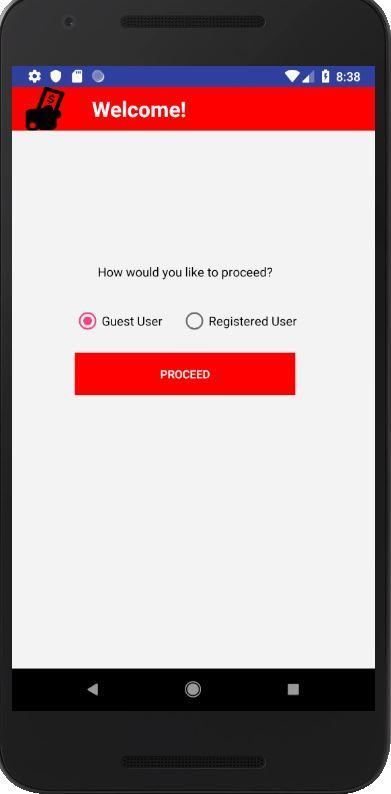 8:38
$
Welcome!
How would you like to proceed?
Guest User Registered User
PROCEED